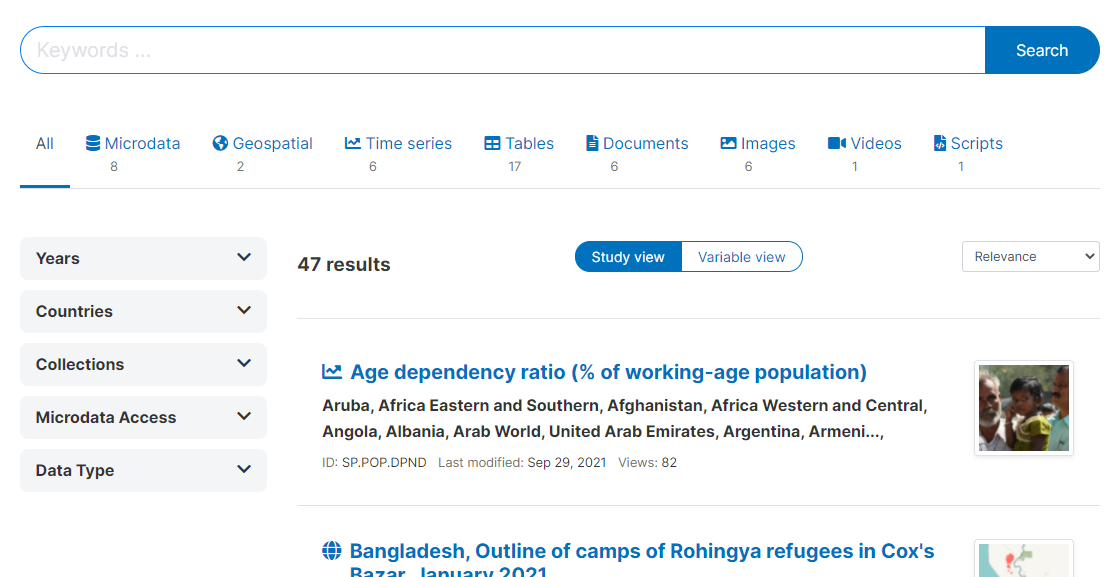 Keywords ...
Search
All
Microdata
8
Geospatial
2
Time series
6
Tables
17
Documents
6
Images
6
Videos
1
Scripts
1
Years
Countries
Collections
Microdata Access
Data Type
47 results
Study view
Variable view
Relevance
Age dependency ratio (% of working-age population)
Aruba, Africa Eastern and Southern, Afghanistan, Africa Western and Central,
Angola, Albania, Arab World, United Arab Emirates, Argentina, Armeni...,
ID: SP.POP.DPND Last modified: Sep 29, 2021 Views: 82
Bangladesh, Outline of camps of Rohingya refugees in Cox's
Bazar, January 2021